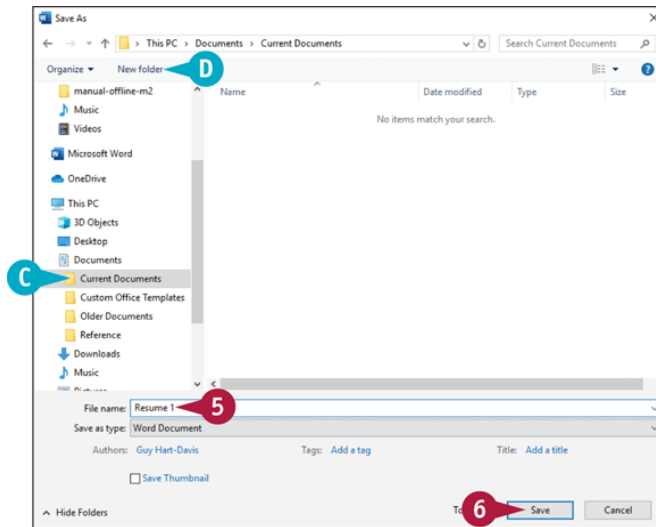 Save As
This PC > Documents > Current Documents
Search Current Documents
Organize
New folder
D
manual-offline-m2
Name
Date modified
Type
Size
Music
No items match your search.
Videos
Microsoft Word
OneDrive
This PC
3D Objects
Desktop
Documents
C
Current Documents
Custom Office Templates
Older Documents
Reference
Downloads
Music
File name: Resume 1
5
Save as type: Word Document
Authors: Guy Hart-Davis
Tags: Add a tag
Title: Add a title
Save Thumbnail
Hide Folders
6
Save
Cancel